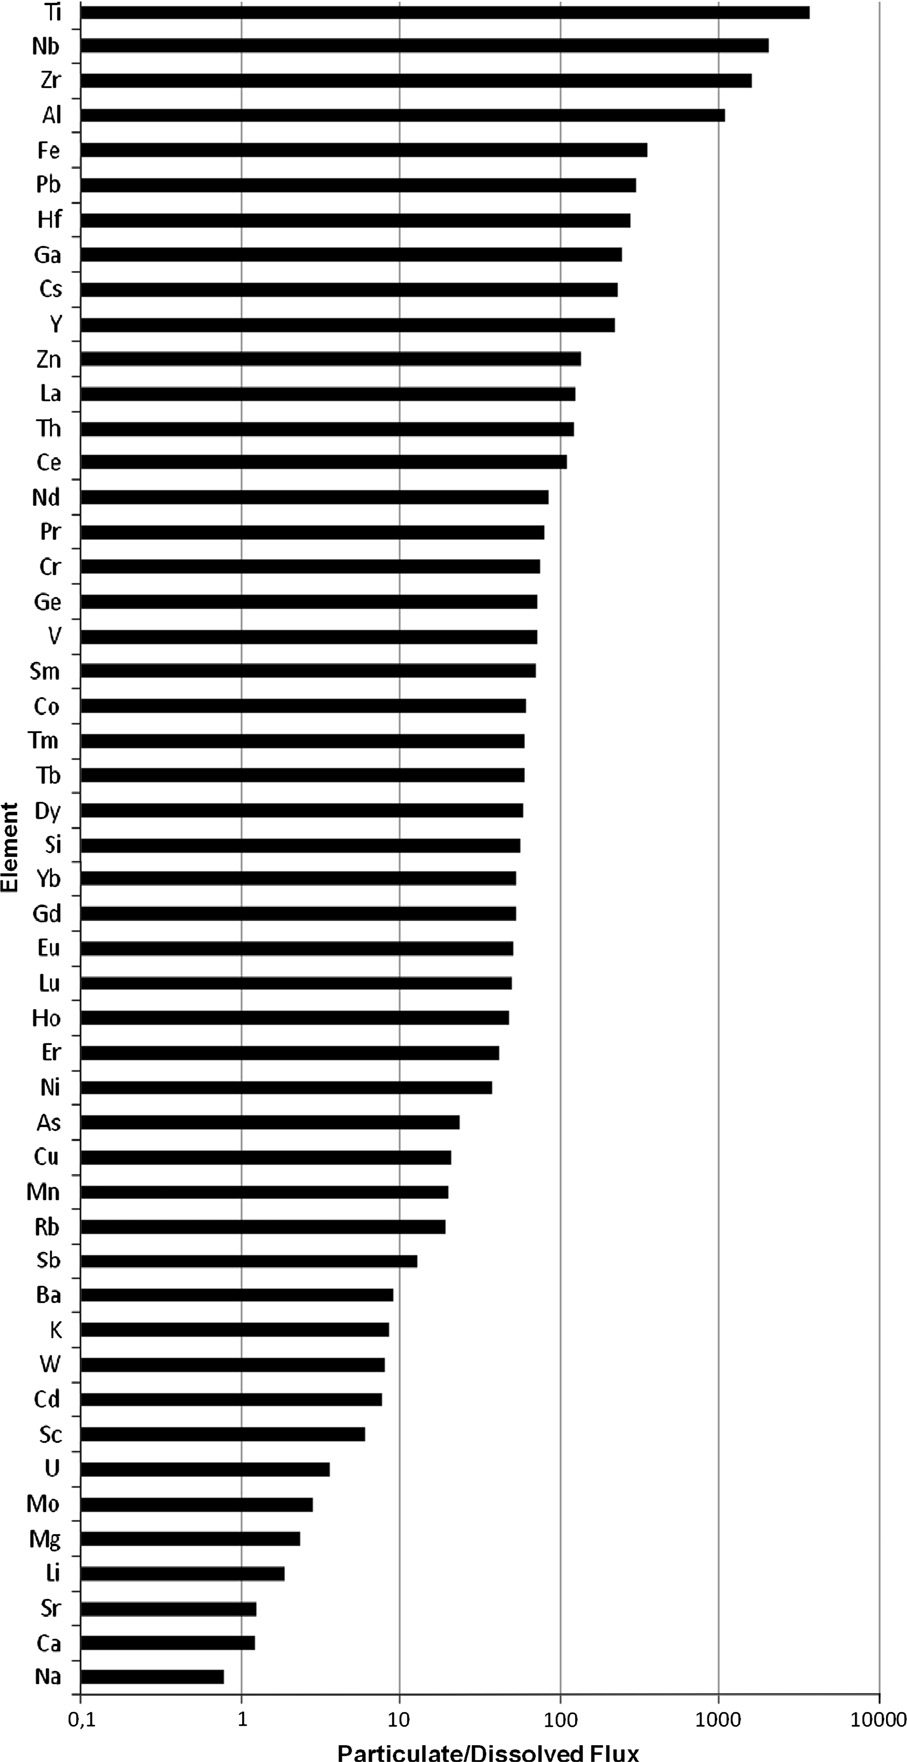 Ti
Nb
Zr
Al
Fe
Pb
Hf
Ga
Cs
Y
Zn
La
Th
Ce
Nd
Pr
Cr
Ge
V
Sm
Co
Tm
Tb
Dy
Si
Yb
Gd
Eu
Lu
Ho
Er
Ni
As
Cu
Mn
Rb
Sb
Ba
K
W
Cd
Sc
U
Mo
Mg
Li
Sr
Ca
Na
Element
0,1 1 10 100 1000 10000
Particulate/Dissolved Flux